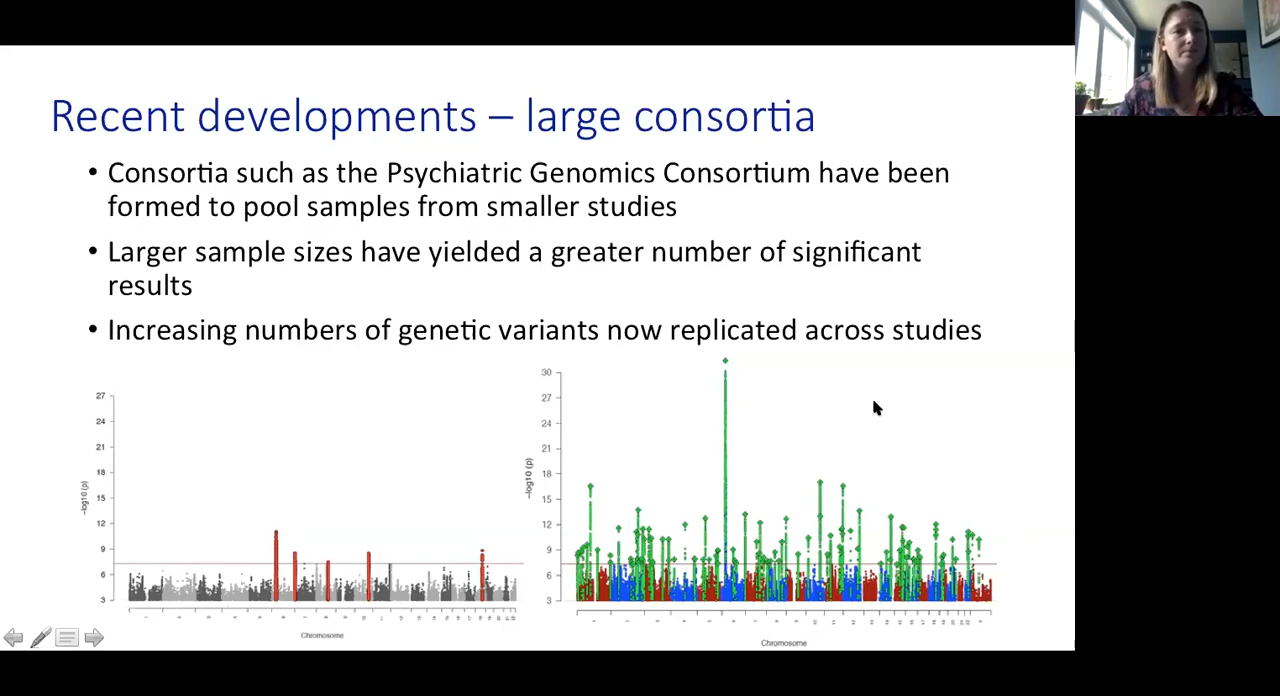 Recent developments – large consortia
• Consortia such as the Psychiatric Genomics Consortium have been
formed to pool samples from smaller studies
• Larger sample sizes have yielded a greater number of significant
results
• Increasing numbers of genetic variants now replicated across studies
27
24
21
18
15
12
9
6
3
−log10 (p)
Chromosome
30
27
24
21
18
15
12
9
6
3
−log10 (p)
Chromosome